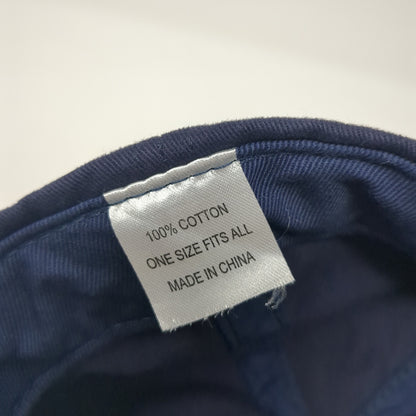 100% COTTON
ONE SIZE FITS ALL
MADE IN CHINA